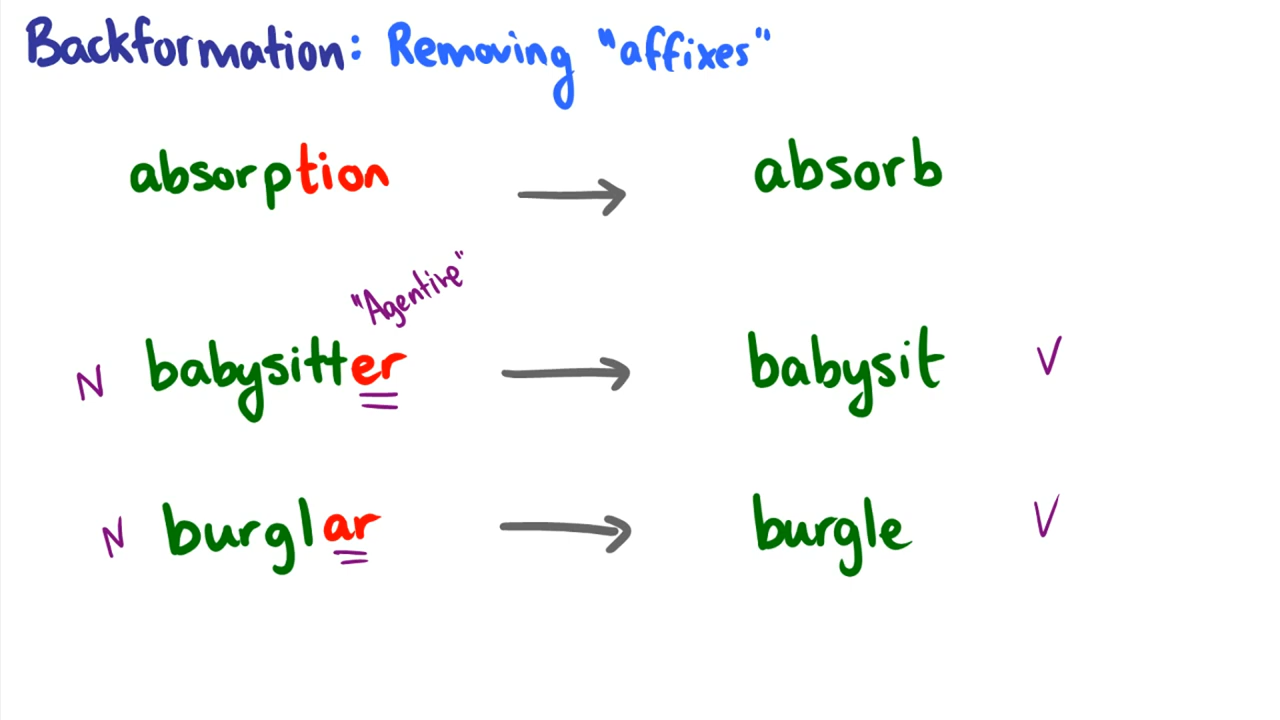 Backformation: Removing "affixes"
absorption → absorb
"Agentive"
N babysitter → babysit V
N burglar → burgle V